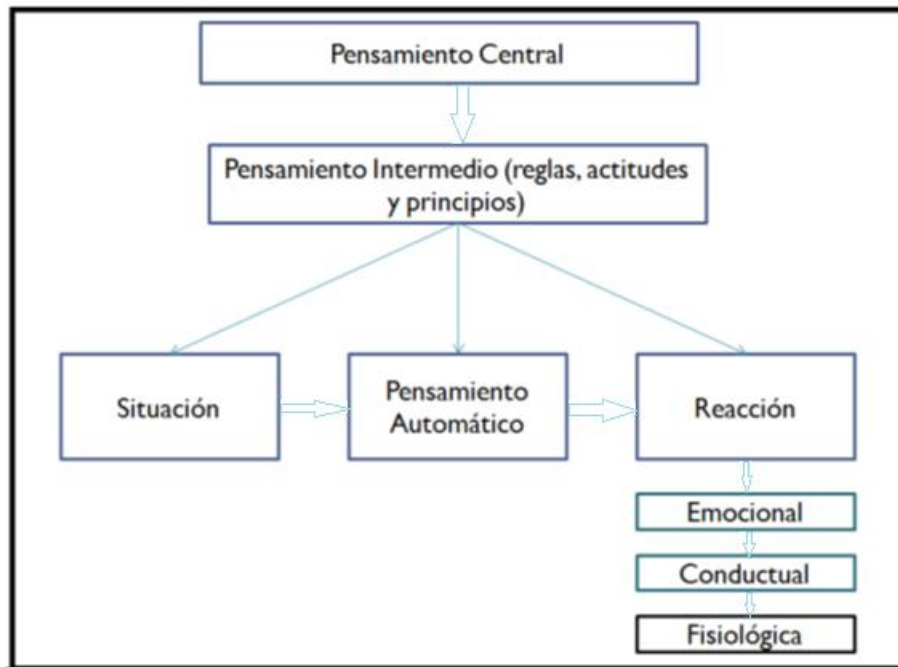 Pensamiento Central
Pensamiento Intermedio (reglas, actitudes
y principios)
Situación
Pensamiento
Automático
Reacción
Emocional
Conductual
Fisiológica